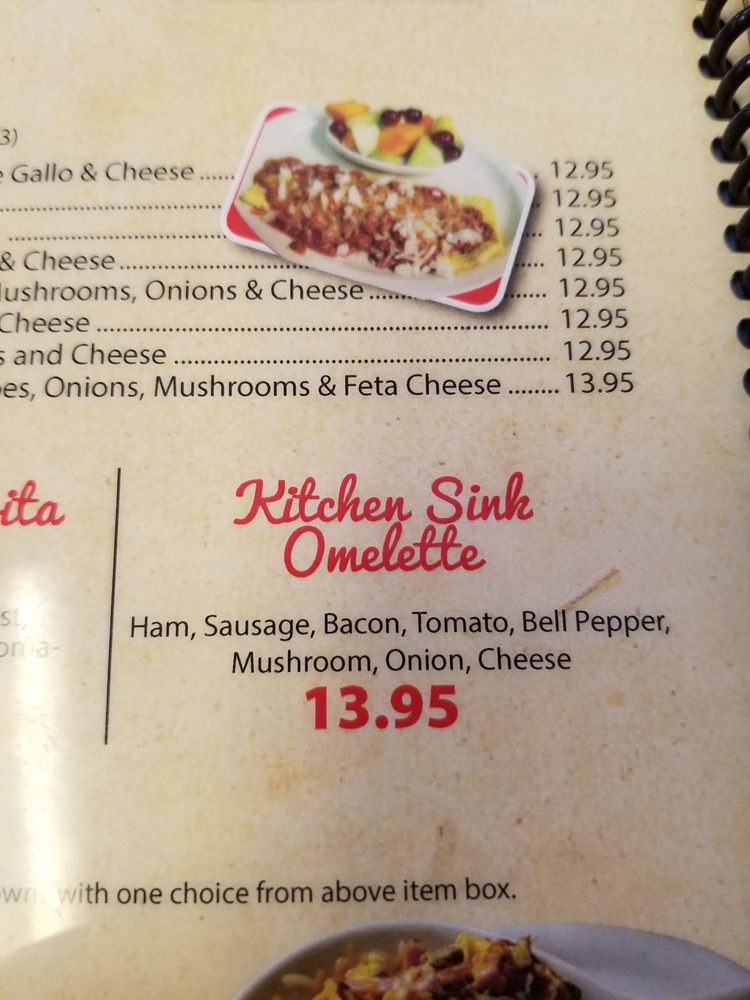 3)
Gallo & Cheese ...... 12.95
12.95
12.95
& Cheese 12.95
Mushrooms, Onions & Cheese 12.95
Cheese 12.95
and Cheese 12.95
Onions, Mushrooms & Feta Cheese ........ 13.95
Kitchen Sink
Omelette
Ham, Sausage, Bacon, Tomato, Bell Pepper,
Mushroom, Onion, Cheese
13.95
with one choice from above item box.